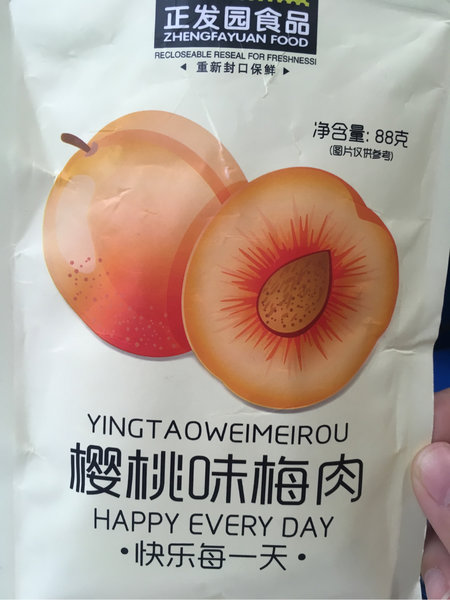 正发园食品
ZHENGFAYUAN FOOD
RECLOSEABLE RESEAL FOR FRESHNESS!
重新封口保鲜
净含量: 88克
(图片仅供参考)
YINGTAOWEIMEIROU
樱桃味梅肉
HAPPY EVERY DAY
·快乐每一天·